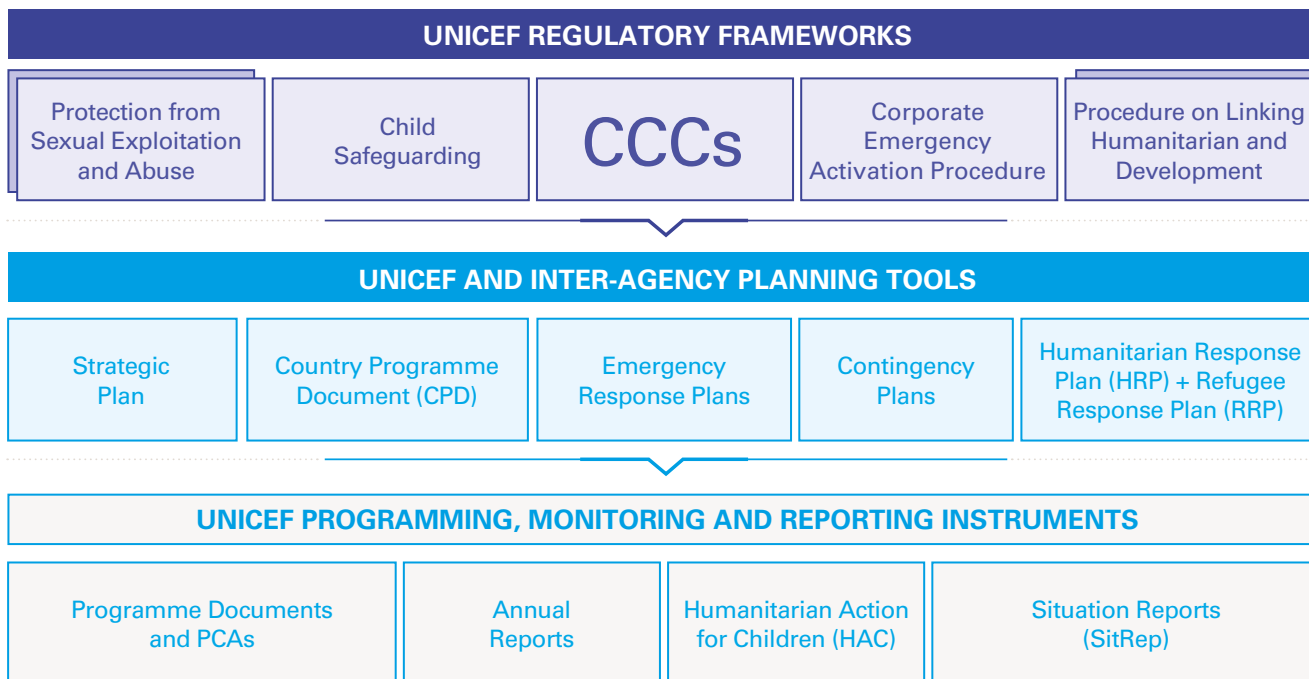 UNICEF REGULATORY FRAMEWORKS
Protection from
Sexual Exploitation
and Abuse
Child
Safeguarding
CCCs
Corporate
Emergency
Activation Procedure
Procedure on Linking
Humanitarian and
Development
UNICEF AND INTER-AGENCY PLANNING TOOLS
Strategic
Plan
Country Programme
Document (CPD)
Emergency
Response Plans
Contingency
Plans
Humanitarian Response
Plan (HRP) + Refugee
Response Plan (RRP)
UNICEF PROGRAMMING, MONITORING AND REPORTING INSTRUMENTS
Programme Documents
and PCAs
Annual
Reports
Humanitarian Action
for Children (HAC)
Situation Reports
(SitRep)